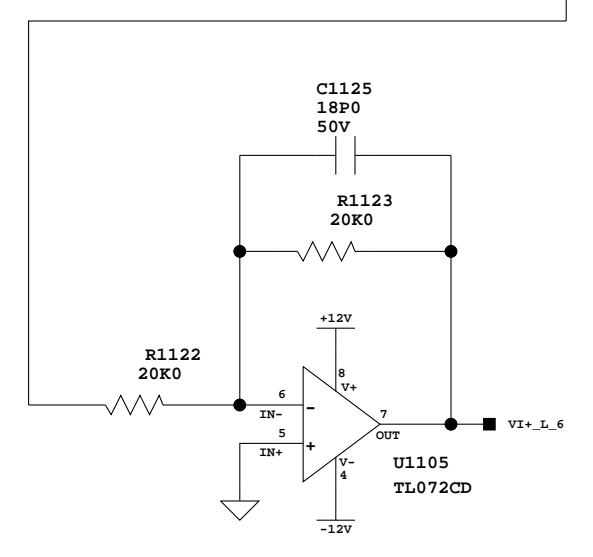 C1125
18P0
50V
R1123
20K0
+12V
R1122
20K0
8
V+
6
-
IN-
7
OUT
5
+
IN+
VI+_L_6
V-
4
U1105
TL072CD
-12V